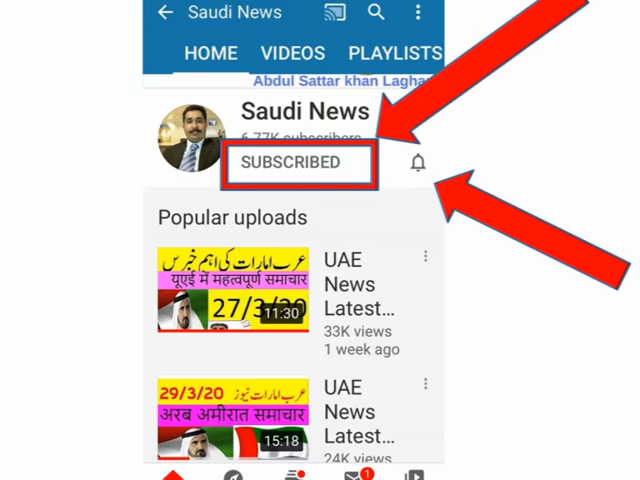 Saudi News
HOME VIDEOS PLAYLISTS
Abdul Sattar khan Laghar
Saudi News
6.77K subscribers
SUBSCRIBED
Popular uploads
عرب امارات کی اہم خبریں
यूएई में महत्वपूर्ण समाचार
27/3/20
11:30
UAE
News
Latest...
33K views
1 week ago
29/3/20 عرب امارات نیوز
अरब अमीरात समाचार
15:18
UAE
News
Latest...
24K views
1